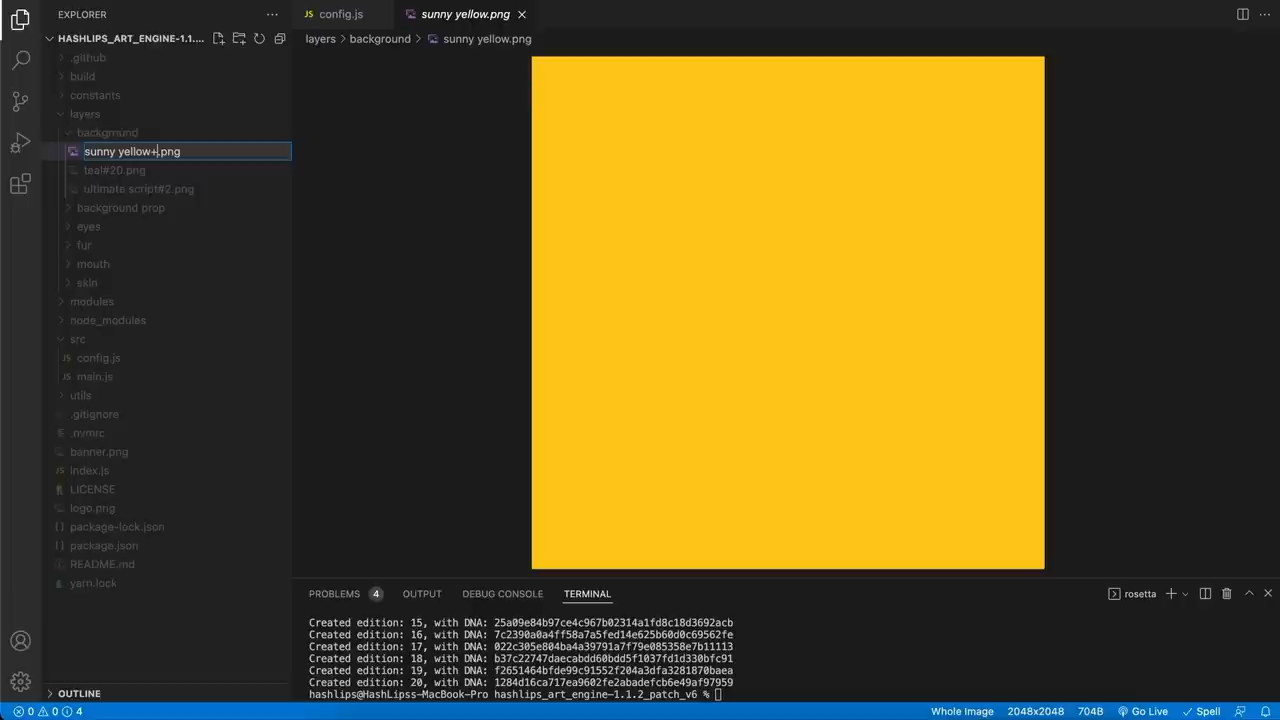 EXPLORER
HASHLIPS_ART_ENGINE-1.1....
.github
build
constants
layers
background
sunny yellow+.png
teal#20.png
ultimate script#2.png
background prop
eyes
fur
mouth
skin
modules
node_modules
src
JS config.js
JS main.js
utils
.gitignore
.nvmrc
banner.png
JS index.js
LICENSE
logo.png
{} package-lock.json
{} package.json
README.md
yarn.lock
OUTLINE
JS config.js
sunny yellow.png
layers > background > sunny yellow.png
PROBLEMS 4 OUTPUT DEBUG CONSOLE TERMINAL
rosetta
Created edition: 15, with DNA: 25a09e84b97ce4c967b02314a1fd8c18d3692acb
Created edition: 16, with DNA: 7c2390a0a4ff58a7a5fed14e625b60d0c69562fe
Created edition: 17, with DNA: 022c305e804ba4a39791a7f79e085358e7b11113
Created edition: 18, with DNA: b37c22747daecabdd60bdd5f1037fd1d330bfc91
Created edition: 19, with DNA: f2651464bfde99c91552f204a3dfa3281870baea
Created edition: 20, with DNA: 1284d16ca717ea9602fe2abadefcb6e49af97959
hashlips@HashLipss-MacBook-Pro hashlips_art_engine-1.1.2_patch_v6 %
0 0 4
Whole Image 2048x2048 704B Go Live Spell